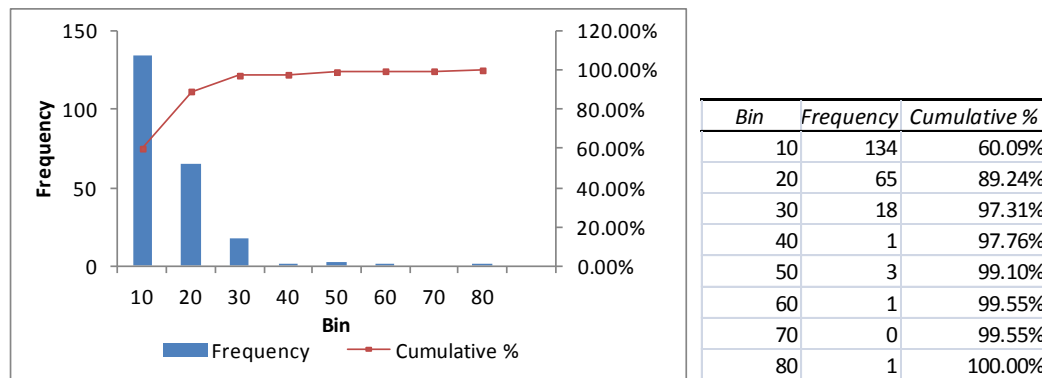 150 120.00%
100.00%
100 80.00%
60.00%
50 40.00%
20.00%
0 0.00%
Frequency
10 20 30 40 50 60 70 80
Bin
Frequency Cumulative %
Bin Frequency Cumulative %
10 134 60.09%
20 65 89.24%
30 18 97.31%
40 1 97.76%
50 3 99.10%
60 1 99.55%
70 0 99.55%
80 1 100.00%